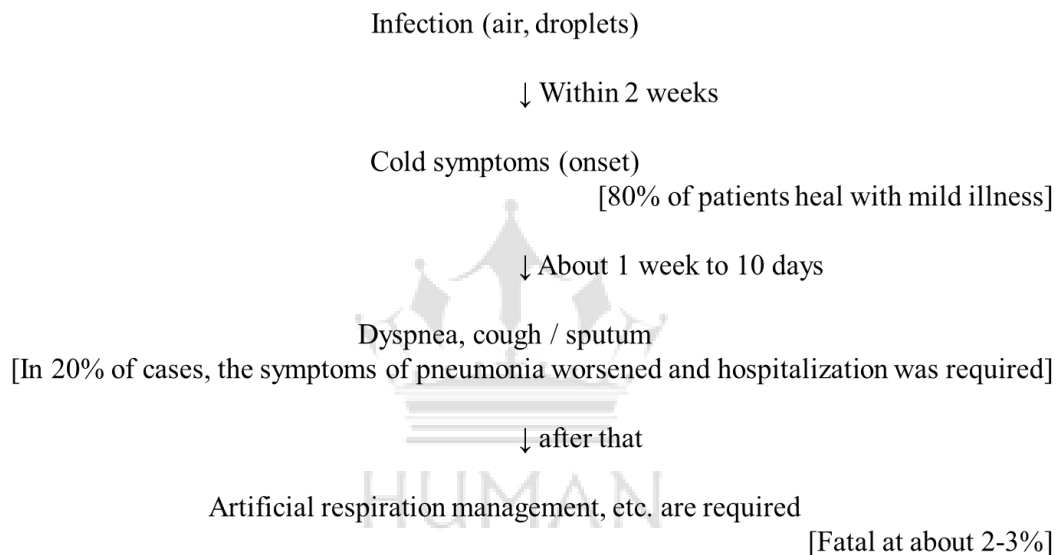 Infection (air, droplets)
↓ Within 2 weeks
Cold symptoms (onset)
[80% of patients heal with mild illness]
↓ About 1 week to 10 days
Dyspnea, cough / sputum
[In 20% of cases, the symptoms of pneumonia worsened and hospitalization was required]
↓ after that
HUMAN
Artificial respiration management, etc. are required
[Fatal at about 2-3%]